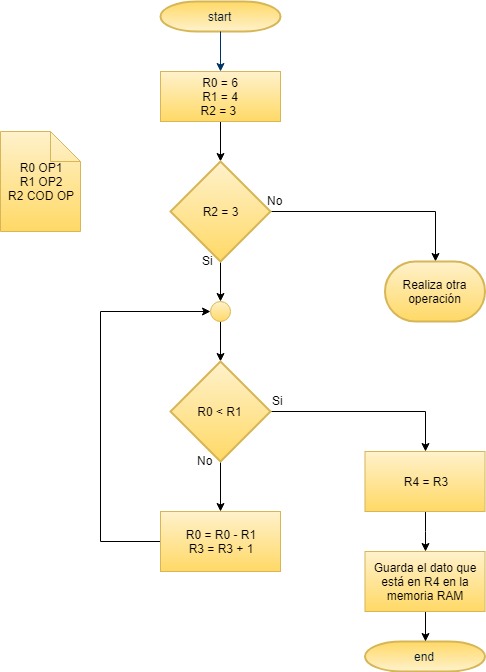 start
R0 = 6
R1 = 4
R2 = 3
R0 OP1
R1 OP2
R2 COD OP
R2 = 3
No
Si
Realiza otra
operación
R0 < R1
Si
No
R4 = R3
R0 = R0 - R1
R3 = R3 + 1
Guarda el dato que
está en R4 en la
memoria RAM
end